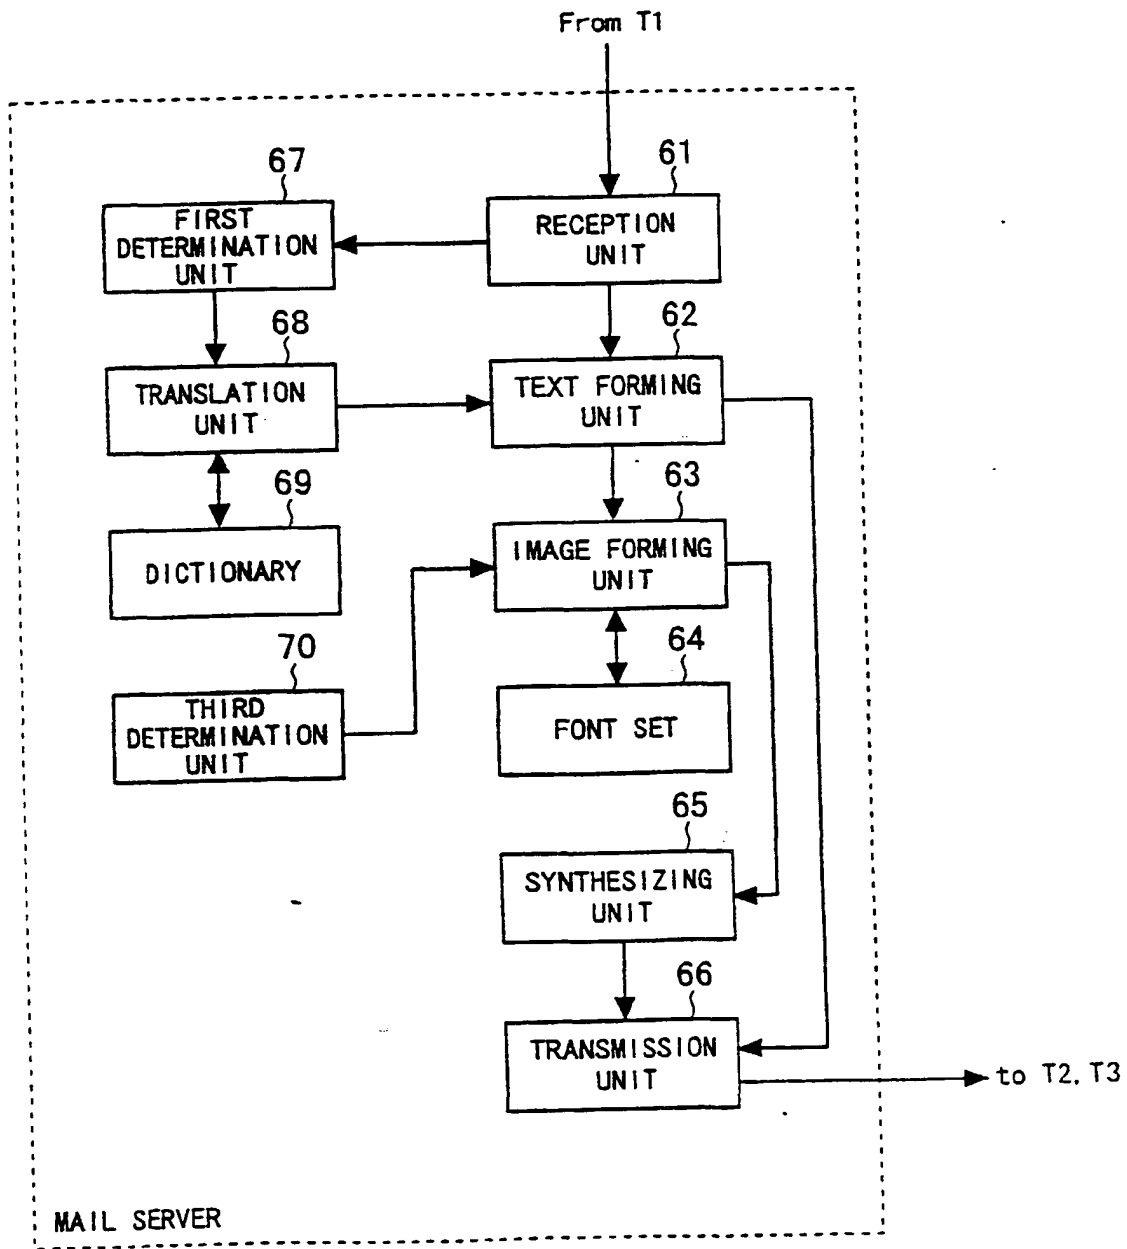 From T1
67
61
FIRST
DETERMINATION
UNIT
RECEPTION
UNIT
68
62
TRANSLATION
UNIT
TEXT FORMING
UNIT
69
63
DICTIONARY
IMAGE FORMING
UNIT
70
64
THIRD
DETERMINATION
UNIT
FONT SET
65
SYNTHESIZING
UNIT
66
TRANSMISSION
UNIT
to T2, T3
MAIL SERVER